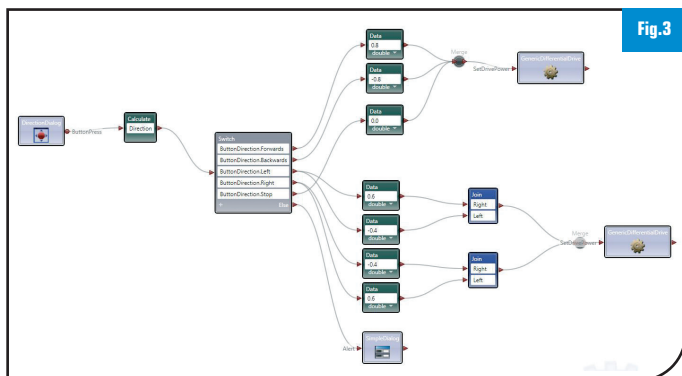 Fig.3
Data
0.8
double
Data
-0.8
double
Data
0.0
double
Merge
SetDrivePower
GenericDifferentialDrive
DirectionDialog
ButtonPress
Calculate
Direction
Switch
ButtonDirection.Forwards
ButtonDirection.Backwards
ButtonDirection.Left
ButtonDirection.Right
ButtonDirection.Stop
+ Else
Data
0.6
double
Data
-0.4
double
Data
-0.4
double
Data
0.6
double
Join
Right
Left
Join
Right
Left
Merge
SetDrivePower
GenericDifferentialDrive
Alert
SimpleDialog